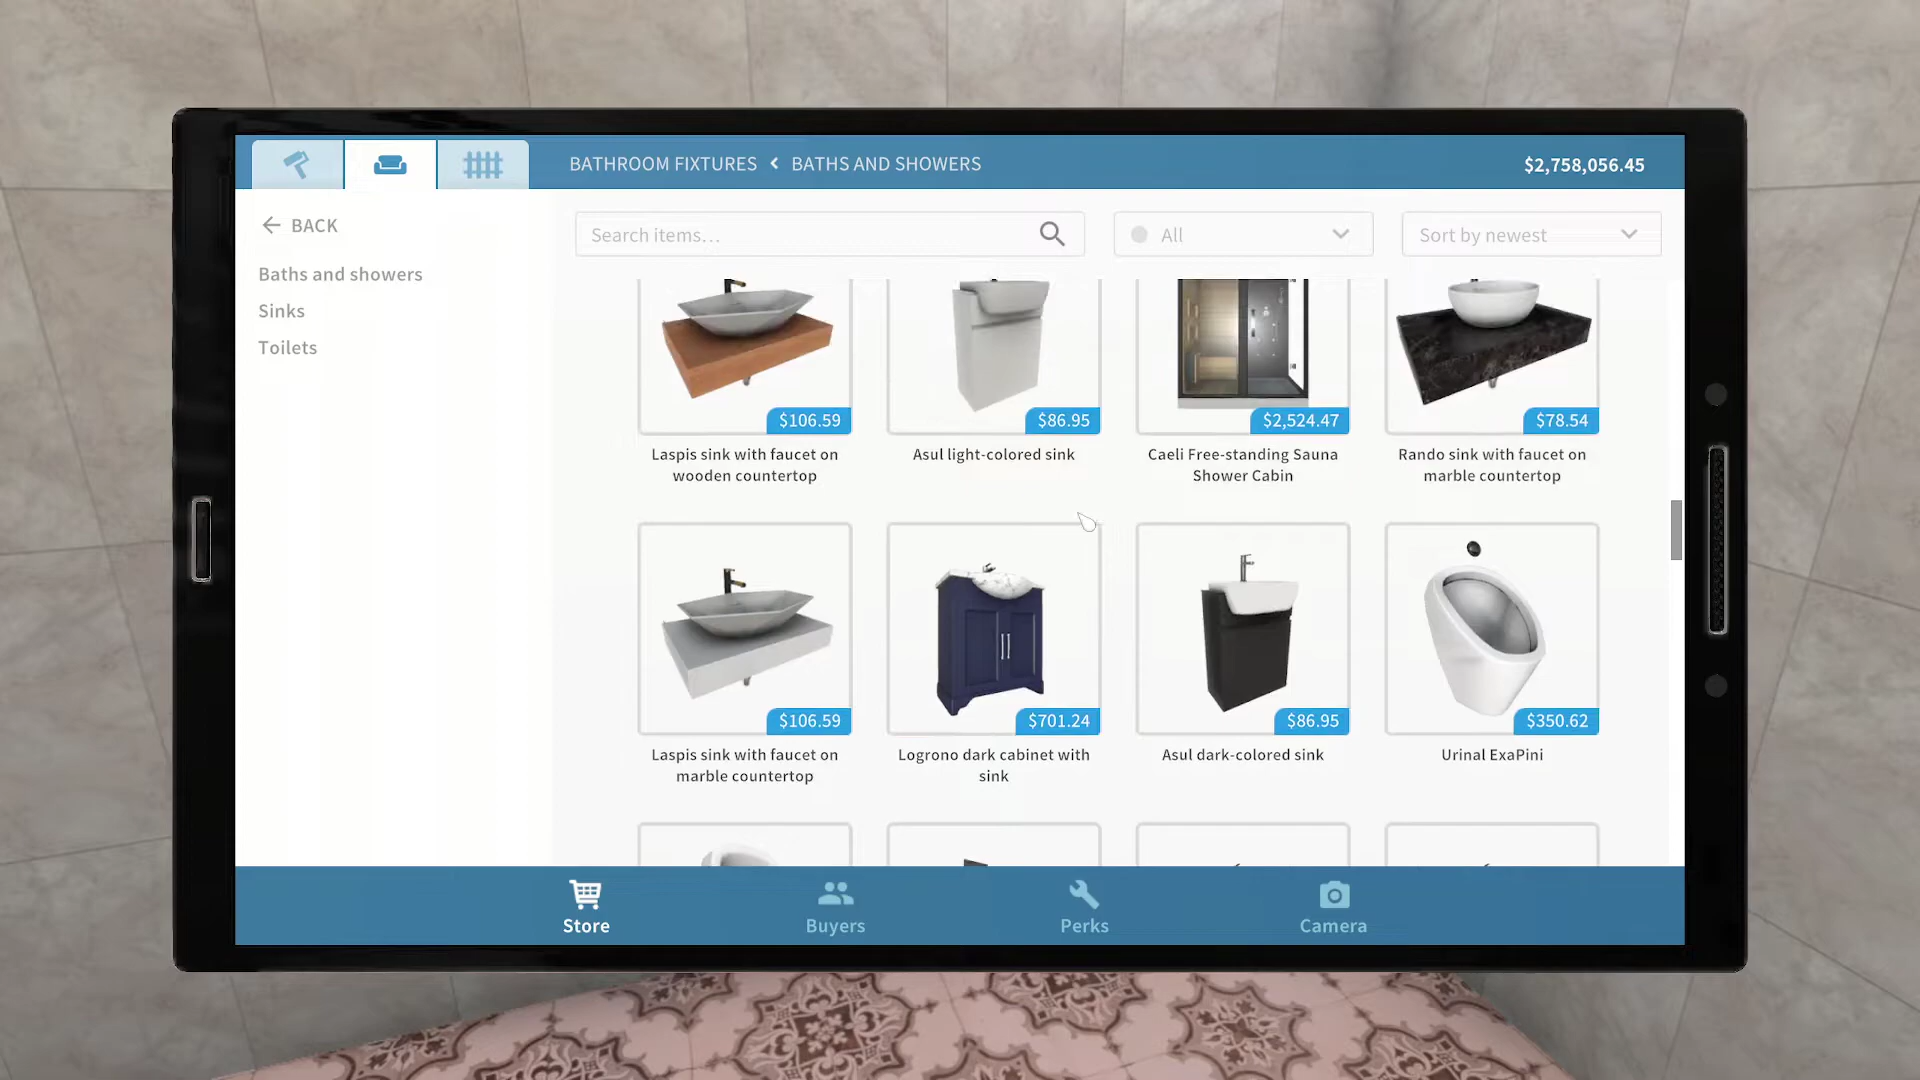 BATHROOM FIXTURES < BATHS AND SHOWERS
$2,758,056.45
BACK
Baths and showers
Sinks
Toilets
Search items...
All
Sort by newest
$106.59
$86.95
$2,524.47
$78.54
Laspis sink with faucet on
wooden countertop
Asul light-colored sink
Caeli Free-standing Sauna
Shower Cabin
Rando sink with faucet on
marble countertop
$106.59
$701.24
$86.95
$350.62
Laspis sink with faucet on
marble countertop
Logrono dark cabinet with
sink
Asul dark-colored sink
Urinal ExaPini
Store
Buyers
Perks
Camera